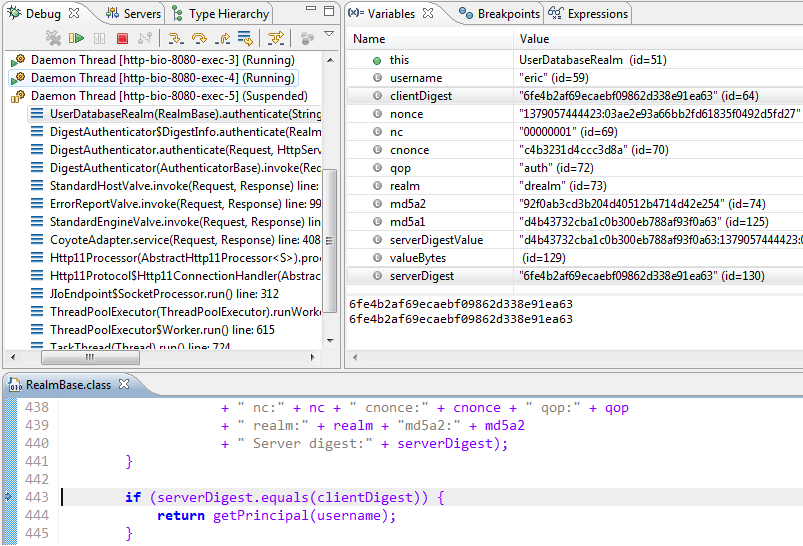 Debug Servers Type Hierarchy
Daemon Thread [http-bio-8080-exec-3] (Running)
Daemon Thread [http-bio-8080-exec-4] (Running)
Daemon Thread [http-bio-8080-exec-5] (Suspended)
UserDatabaseRealm(RealmBase).authenticate(String
DigestAuthenticator$DigestInfo.authenticate(Realm
DigestAuthenticator.authenticate(Request, HttpServ
DigestAuthenticator(AuthenticatorBase).invoke(Req
StandardHostValve.invoke(Request, Response) line:
ErrorReportValve.invoke(Request, Response) line: 99
StandardEngineValve.invoke(Request, Response) lin
CoyoteAdapter.service(Request, Response) line: 408
Http11Processor(AbstractHttp11Processor<S>).proc
Http11Protocol$Http11ConnectionHandler(Abstrac
JIoEndpoint$SocketProcessor.run() line: 312
ThreadPoolExecutor(ThreadPoolExecutor).runWorke
ThreadPoolExecutor$Worker.run() line: 615
TaskThread(Thread).run() line: 724
(x)= Variables Breakpoints Expressions
Name Value
this UserDatabaseRealm (id=51)
username "eric" (id=59)
clientDigest "6fe4b2af69ecaebf09862d338e91ea63" (id=64)
nonce "1379057444423:03ae2e93a66bb2fd61835f0492d5fd27"
nc "00000001" (id=69)
cnonce "c4b3231d4ccc3d8a" (id=70)
qop "auth" (id=72)
realm "drealm" (id=73)
md5a2 "92f0ab3cd3b204d40512b4714d42e254" (id=74)
md5a1 "d4b43732cba1c0b300eb788af93f0a63" (id=125)
serverDigestValue "d4b43732cba1c0b300eb788af93f0a63:1379057444423:0
valueBytes (id=129)
serverDigest "6fe4b2af69ecaebf09862d338e91ea63" (id=130)
6fe4b2af69ecaebf09862d338e91ea63
6fe4b2af69ecaebf09862d338e91ea63
RealmBase.class
438 + " nc:" + nc + " cnonce:" + cnonce + " qop:" + qop
439 + " realm:" + realm + "md5a2:" + md5a2
440 + " Server digest:" + serverDigest);
441 }
442
443 if (serverDigest.equals(clientDigest)) {
444 return getPrincipal(username);
445 }